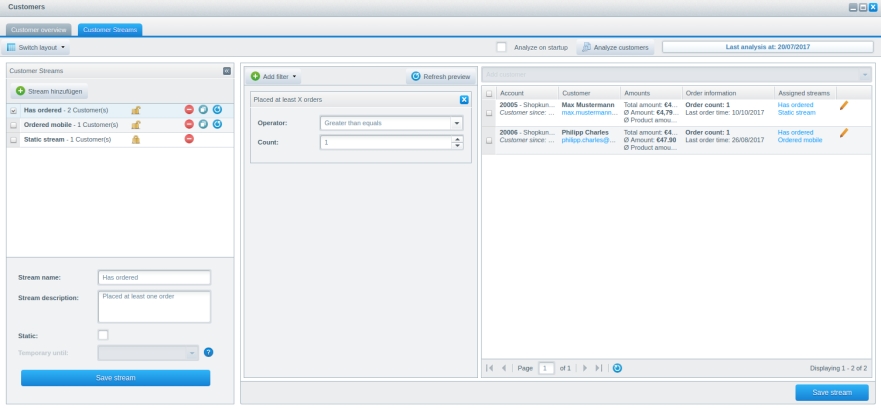 Customers
Customer overview
Customer Streams
Switch layout
Analyze on startup
Analyze customers
Last analysis at: 20/07/2017
Customer Streams
Stream hinzufügen
Has ordered - 2 Customer(s)
Ordered mobile - 1 Customer(s)
Static stream - 1 Customer(s)
Stream name:
Has ordered
Stream description:
Placed at least one order
Static:
Temporary until:
Save stream
Add filter
Refresh preview
Placed at least X orders
Operator:
Greater than equals
Count:
1
Add customer
Account Customer Amounts Order information Assigned streams
20005 - Shopkun... Max Mustermann Total amount: €4... Order count: 1 Has ordered
Customer since: ... max.mustermann... Ø Amount: €4,79... Last order time: 10/10/2017 Static stream
Ø Product amou...
20006 - Shopkun... Philipp Charles Total amount: €4... Order count: 1 Has ordered
Customer since: ... philipp.charles@... Ø Amount: €47.90 Last order time: 26/08/2017 Ordered mobile
Ø Product amou...
Page 1 of 1
Displaying 1 - 2 of 2
Save stream